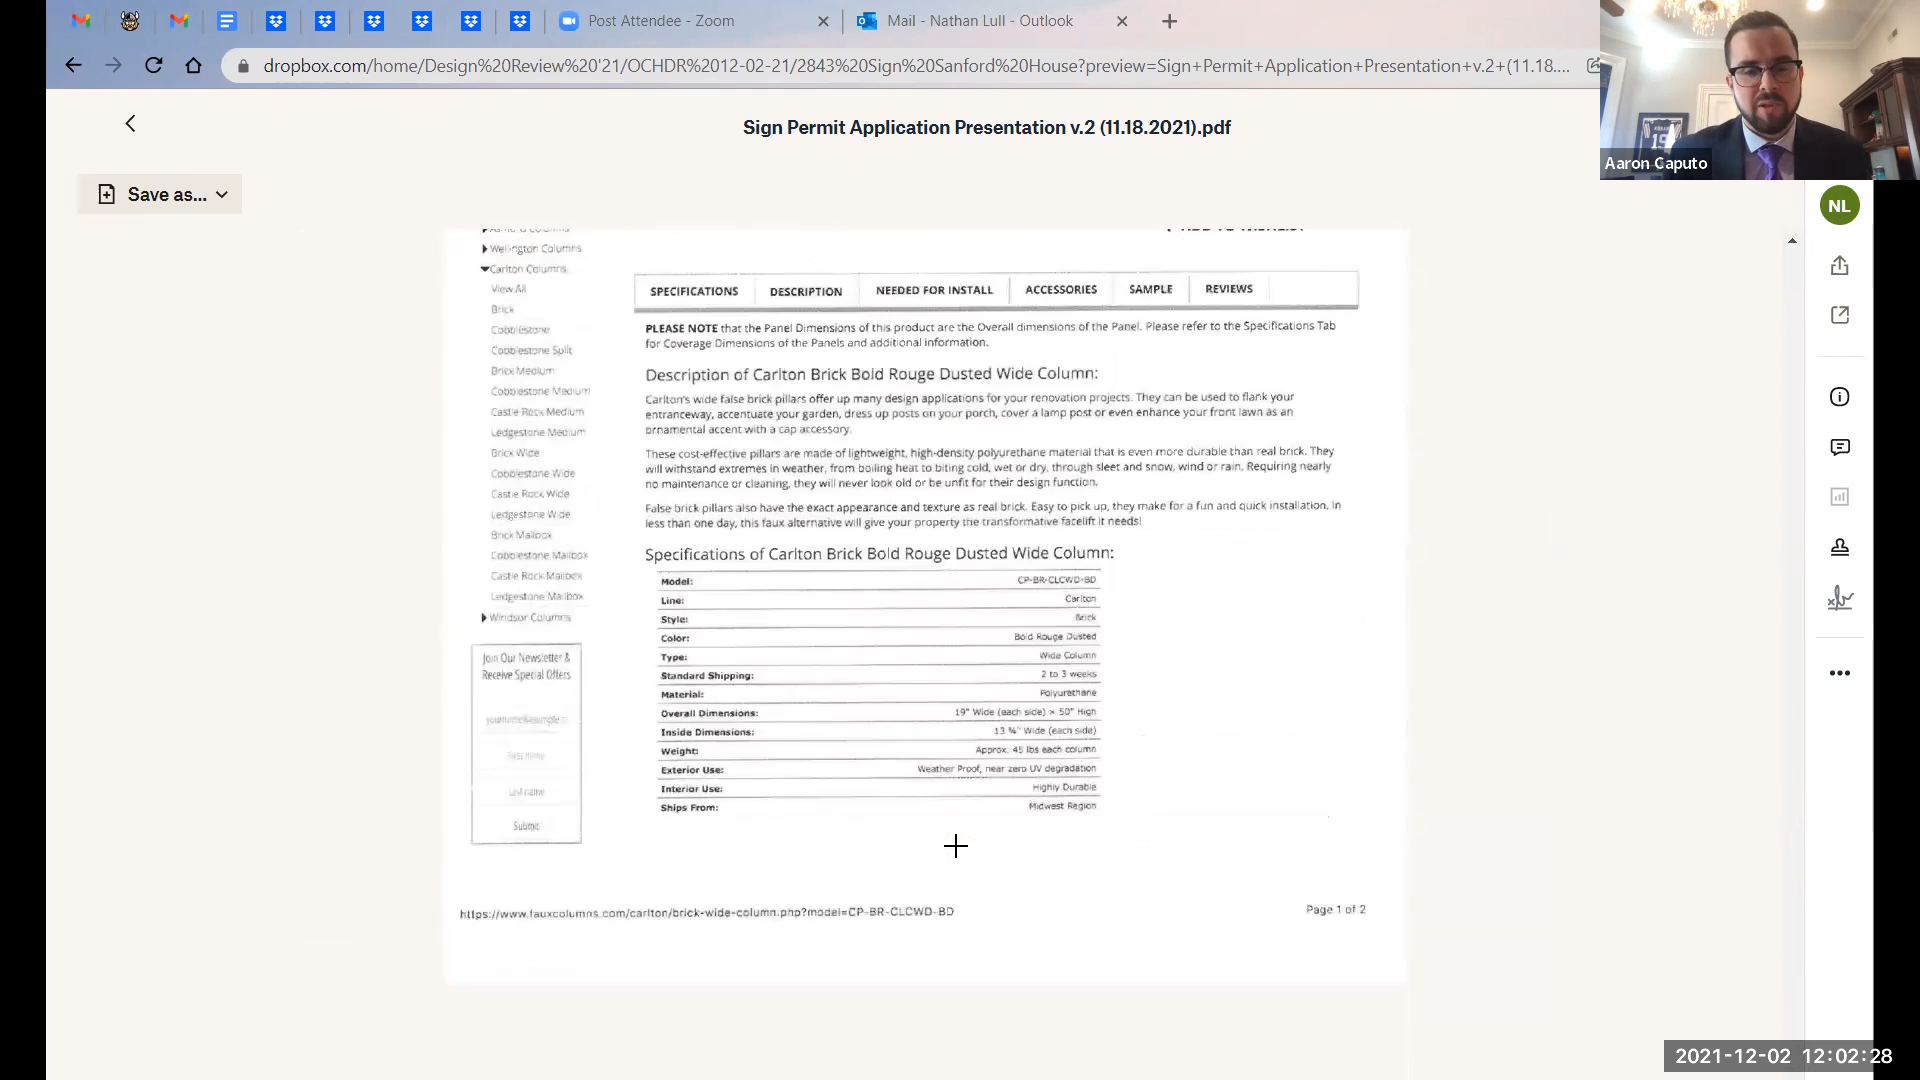 Post Attendee - Zoom
Mail - Nathan Lull - Outlook
dropbox.com/home/Design%20Review%20'21/OCHDR%2012-02-21/2843%20Sign%20Sanford%20House?preview=Sign+Permit+Application+Presentation+v.2+(11.18....
Sign Permit Application Presentation v.2 (11.18.2021).pdf
Aaron Caputo
Save as...
NL
Wellington Columns
Carlton Columns
View All
Brick
Cobblestone
Cobblestone Split
Brick Medium
Cobblestone Medium
Castle Rock Medium
Ledgestone Medium
Brick Wide
Cobblestone Wide
Castle Rock Wide
Ledgestone Wide
Brick Mailbox
Cobblestone Mailbox
Castle Rock Mailbox
Ledgestone Mailbox
Windsor Columns
Join Our Newsletter &
Receive Special Offers
First name
Last name
Submit
SPECIFICATIONS DESCRIPTION NEEDED FOR INSTALL ACCESSORIES SAMPLE REVIEWS
PLEASE NOTE that the Panel Dimensions of this product are the Overall dimensions of the Panel. Please refer to the Specifications Tab
for Coverage Dimensions of the Panels and additional information.
Description of Carlton Brick Bold Rouge Dusted Wide Column:
Carlton's wide false brick pillars offer up many design applications for your renovation projects. They can be used to flank your
entranceway, accentuate your garden, dress up posts on your porch, cover a lamp post or even enhance your front lawn as an
ornamental accent with a cap accessory.
These cost-effective pillars are made of lightweight, high-density polyurethane material that is even more durable than real brick. They
will withstand extremes in weather, from boiling heat to biting cold, wet or dry, through sleet and snow, wind or rain. Requiring nearly
no maintenance or cleaning, they will never look old or be unfit for their design function.
False brick pillars also have the exact appearance and texture as real brick. Easy to pick up, they make for a fun and quick installation. In
less than one day, this faux alternative will give your property the transformative facelift it needs!
Specifications of Carlton Brick Bold Rouge Dusted Wide Column:
Model: CP-BR-CLCWD-BD
Line: Carlton
Style: Brick
Color: Bold Rouge Dusted
Type: Wide Column
Standard Shipping: 2 to 3 weeks
Material: Polyurethane
Overall Dimensions: 19" Wide (each side) × 50" High
Inside Dimensions: 13 ¾" Wide (each side)
Weight: Approx. 45 lbs each column
Exterior Use: Weather Proof, near zero UV degradation
Interior Use: Highly Durable
Ships From: Midwest Region
https://www.fauxcolumns.com/carlton/brick-wide-column.php?model=CP-BR-CLCWD-BD
Page 1 of 2
2021-12-02 12:02:28